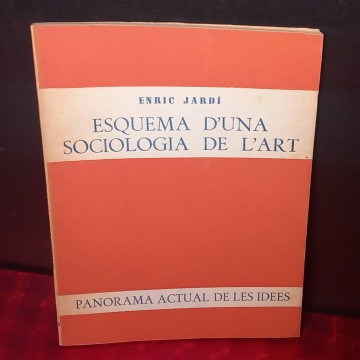 ENRIC JARDÍ
ESQUEMA D'UNA
SOCIOLOGIA DE L'ART
PANORAMA ACTUAL DE LES IDEES